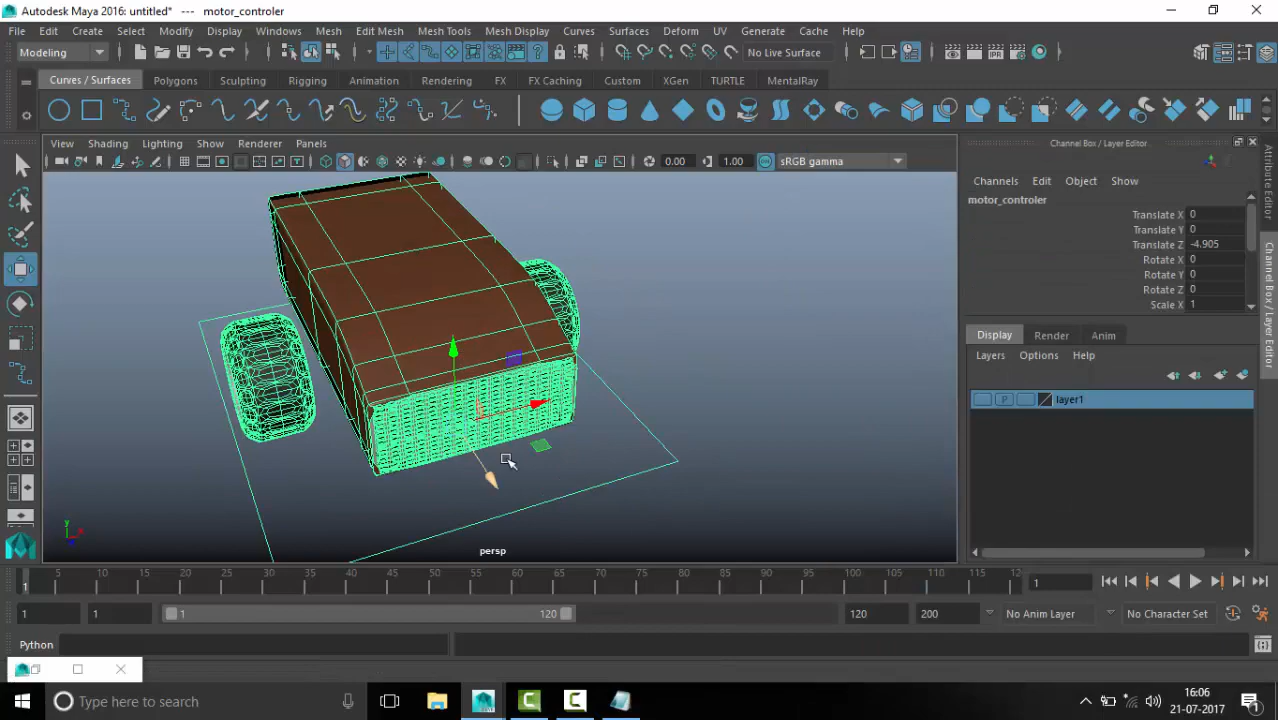 Autodesk Maya 2016: untitled* --- motor_controler
File Edit Create Select Modify Display Windows Mesh Edit Mesh Mesh Tools Mesh Display Curves Surfaces Deform UV Generate Cache Help
Modeling No Live Surface
Curves / Surfaces Polygons Sculpting Rigging Animation Rendering FX FX Caching Custom XGen TURTLE MentalRay
View Shading Lighting Show Renderer Panels
0.00 1.00 sRGB gamma
persp
y
x
Channel Box / Layer Editor
Channels Edit Object Show
motor_controler
Translate X 0
Translate Y 0
Translate Z -4.905
Rotate X 0
Rotate Y 0
Rotate Z 0
Scale X 1
Display Render Anim
Layers Options Help
P layer1
Attribute Editor
Channel Box / Layer Editor
1 5 10 15 20 25 30 35 40 45 50 55 60 65 70 75 80 85 90 95 100 105 110 115 12 1
1 1 1 120 120 200 No Anim Layer No Character Set
Python
Type here to search
16:06
21-07-2017